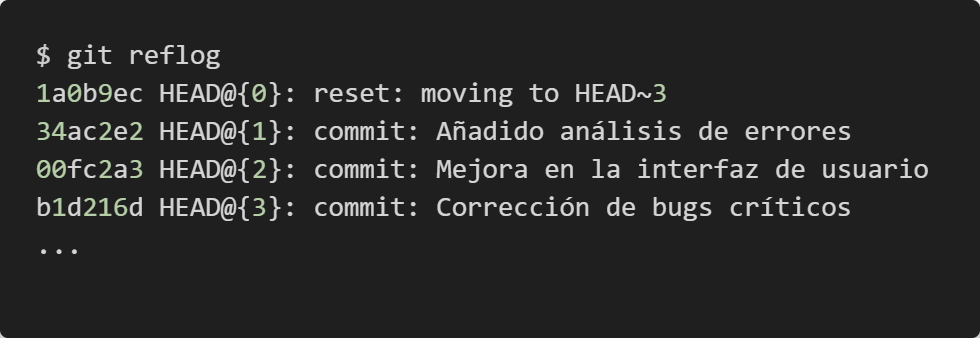 $ git reflog
1a0b9ec HEAD@{0}: reset: moving to HEAD~3
34ac2e2 HEAD@{1}: commit: Añadido análisis de errores
00fc2a3 HEAD@{2}: commit: Mejora en la interfaz de usuario
b1d216d HEAD@{3}: commit: Corrección de bugs críticos
...